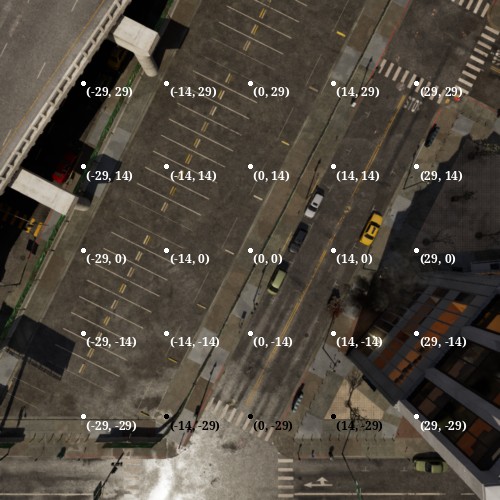 (-29, 29) (-14, 29) (0, 29) (14, 29) (29, 29)
(-29, 14) (-14, 14) (0, 14) (14, 14) (29, 14)
(-29, 0) (-14, 0) (0, 0) (14, 0) (29, 0)
(-29, -14) (-14, -14) (0, -14) (14, -14) (29, -14)
(-29, -29) (-14, -29) (0, -29) (14, -29) (29, -29)